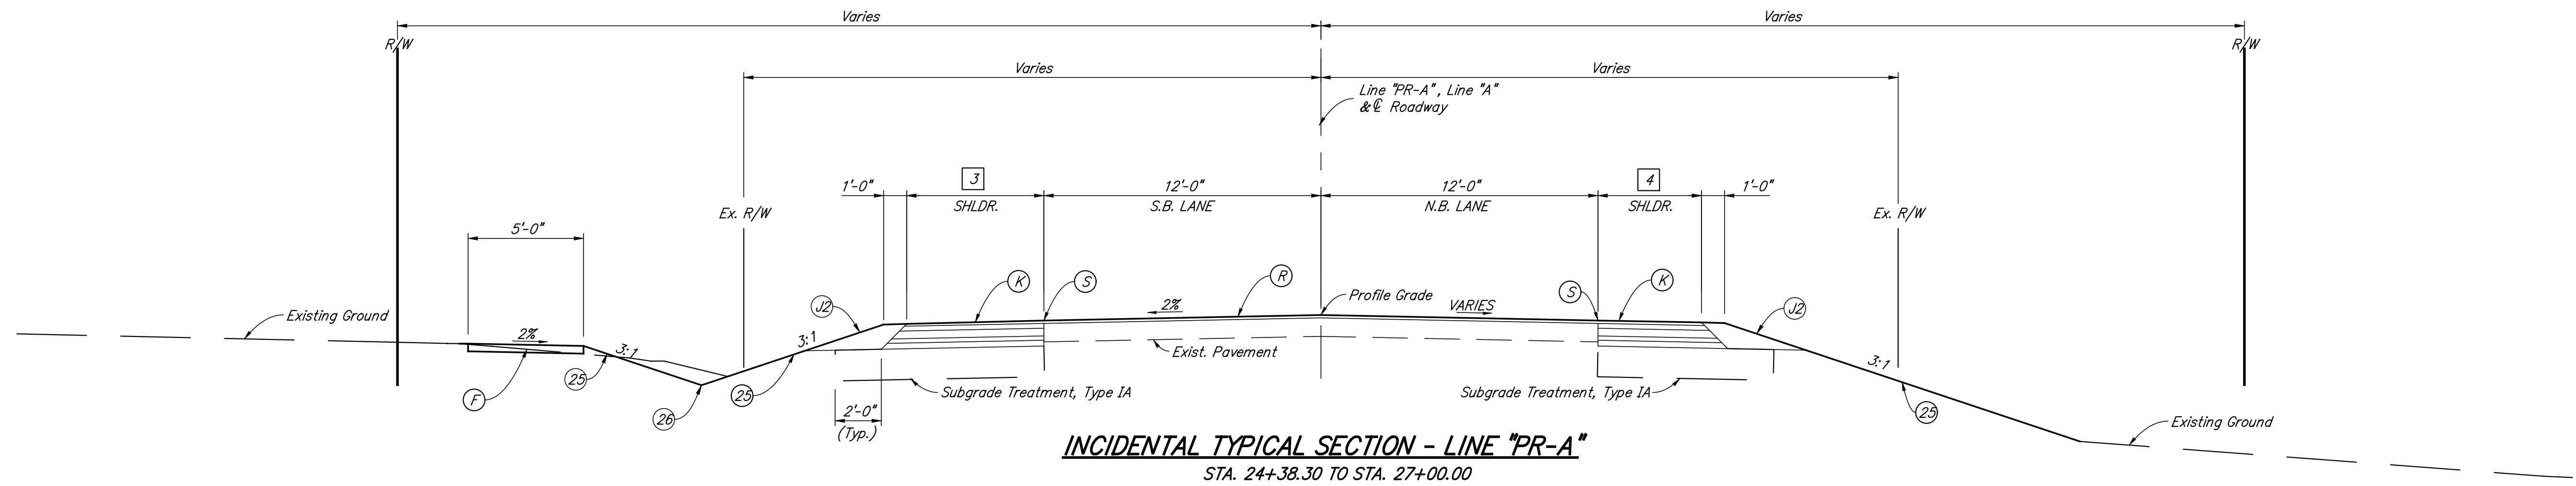 Varies
Varies
R/W
R/W
Varies
Varies
Line "PR-A", Line "A"
& ℄ Roadway
3
4
1'-0"
12'-0"
12'-0"
1'-0"
SHLDR.
S.B. LANE
N.B. LANE
SHLDR.
Ex. R/W
Ex. R/W
5'-0"
K
S
R
S
K
J2
J2
2%
Profile Grade
VARIES
Existing Ground
2%
3:1
3:1
3:1
Exist. Pavement
25
25
25
F
26
Subgrade Treatment, Type IA
Subgrade Treatment, Type IA
2'-0"
(Typ.)
Existing Ground
INCIDENTAL TYPICAL SECTION - LINE "PR-A"
STA. 24+38.30 TO STA. 27+00.00